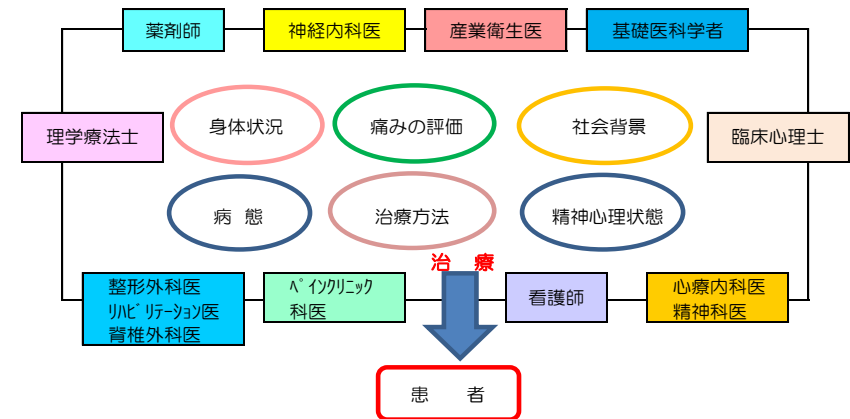 薬剤師
神経内科医
産業衛生医
基礎医科学者
理学療法士
身体状況
痛みの評価
社会背景
臨床心理士
病 態
治療方法
精神心理状態
治 療
整形外科医
ﾘﾊﾋﾞﾘﾃｰｼｮﾝ医
脊椎外科医
ﾍﾟｲﾝｸﾘﾆｯｸ
科医
看護師
心療内科医
精神科医
患 者